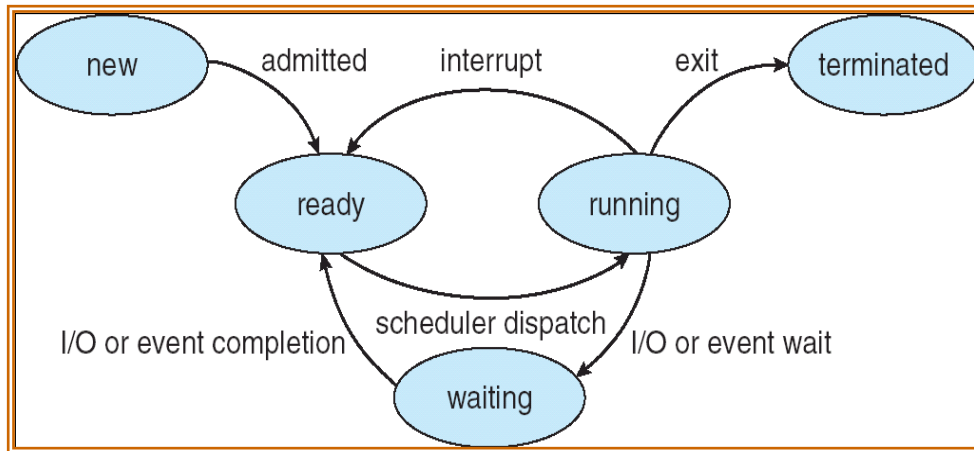 new
admitted
interrupt
exit
terminated
ready
running
I/O or event completion
scheduler dispatch
I/O or event wait
waiting